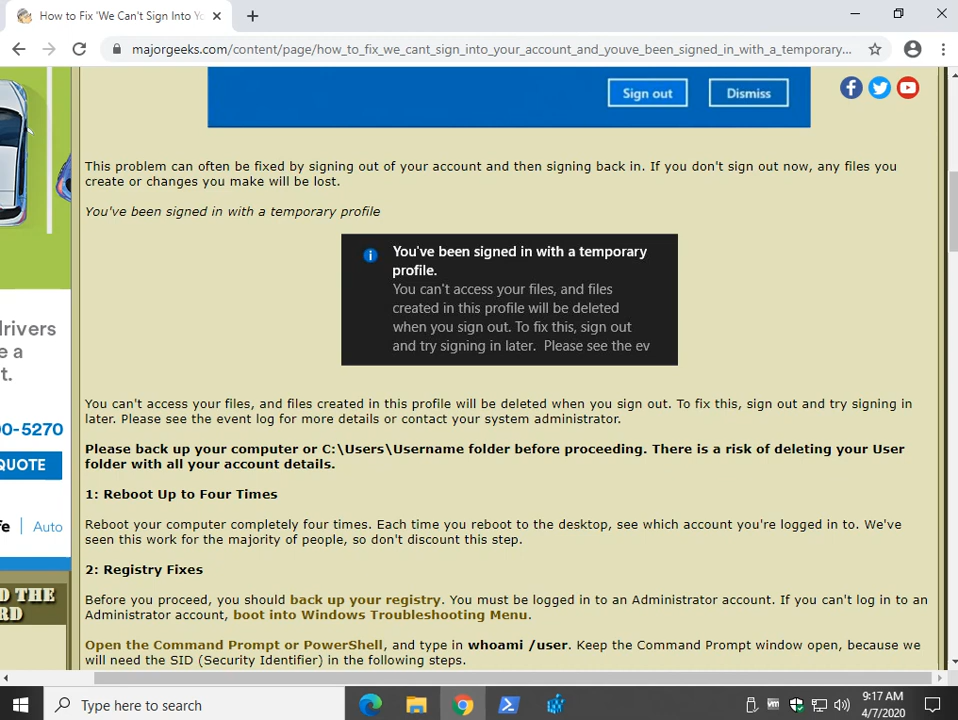 How to Fix 'We Can't Sign Into Yo
majorgeeks.com/content/page/how_to_fix_we_cant_sign_into_your_account_and_youve_been_signed_in_with_a_temporary...
Sign out
Dismiss
This problem can often be fixed by signing out of your account and then signing back in. If you don't sign out now, any files you
create or changes you make will be lost.
You've been signed in with a temporary profile
You've been signed in with a temporary
profile.
You can't access your files, and files
created in this profile will be deleted
when you sign out. To fix this, sign out
and try signing in later. Please see the ev
drivers
e a
t.
00-5270
QUOTE
fe | Auto
D THE
RD
You can't access your files, and files created in this profile will be deleted when you sign out. To fix this, sign out and try signing in
later. Please see the event log for more details or contact your system administrator.
Please back up your computer or C:\Users\Username folder before proceeding. There is a risk of deleting your User
folder with all your account details.
1: Reboot Up to Four Times
Reboot your computer completely four times. Each time you reboot to the desktop, see which account you're logged in to. We've
seen this work for the majority of people, so don't discount this step.
2: Registry Fixes
Before you proceed, you should back up your registry. You must be logged in to an Administrator account. If you can't log in to an
Administrator account, boot into Windows Troubleshooting Menu.
Open the Command Prompt or PowerShell, and type in whoami /user. Keep the Command Prompt window open, because we
will need the SID (Security Identifier) in the following steps.
Type here to search
9:17 AM
4/7/2020